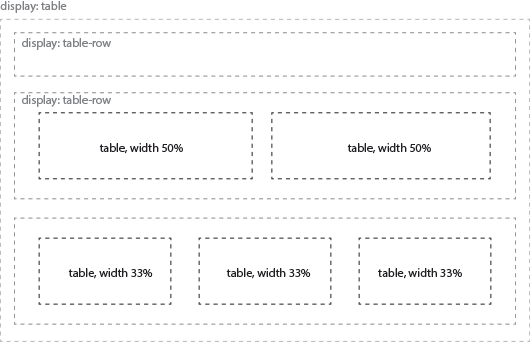 display: table
display: table-row
display: table-row
table, width 50%
table, width 50%
table, width 33%
table, width 33%
table, width 33%